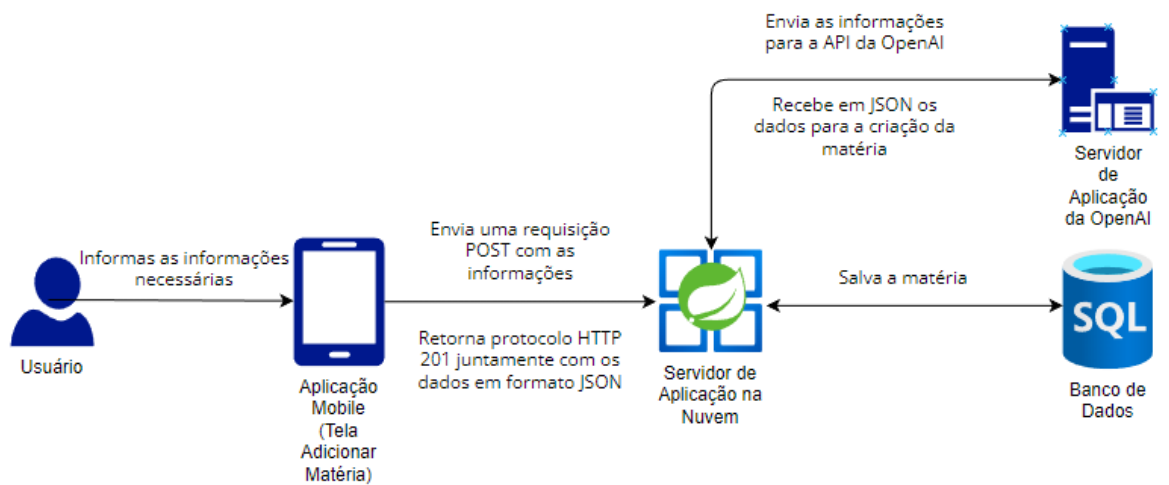 Envia as informações
para a API da OpenAI
Recebe em JSON os
dados para a criação da
matéria
Servidor
de
Aplicação
da OpenAI
Informas as informações
necessárias
Usuário
Aplicação
Mobile
(Tela
Adicionar
Matéria)
Envia uma requisição
POST com as
informações
Retorna protocolo HTTP
201 juntamente com os
dados em formato JSON
Servidor de
Aplicação na
Nuvem
Salva a matéria
SQL
Banco de
Dados